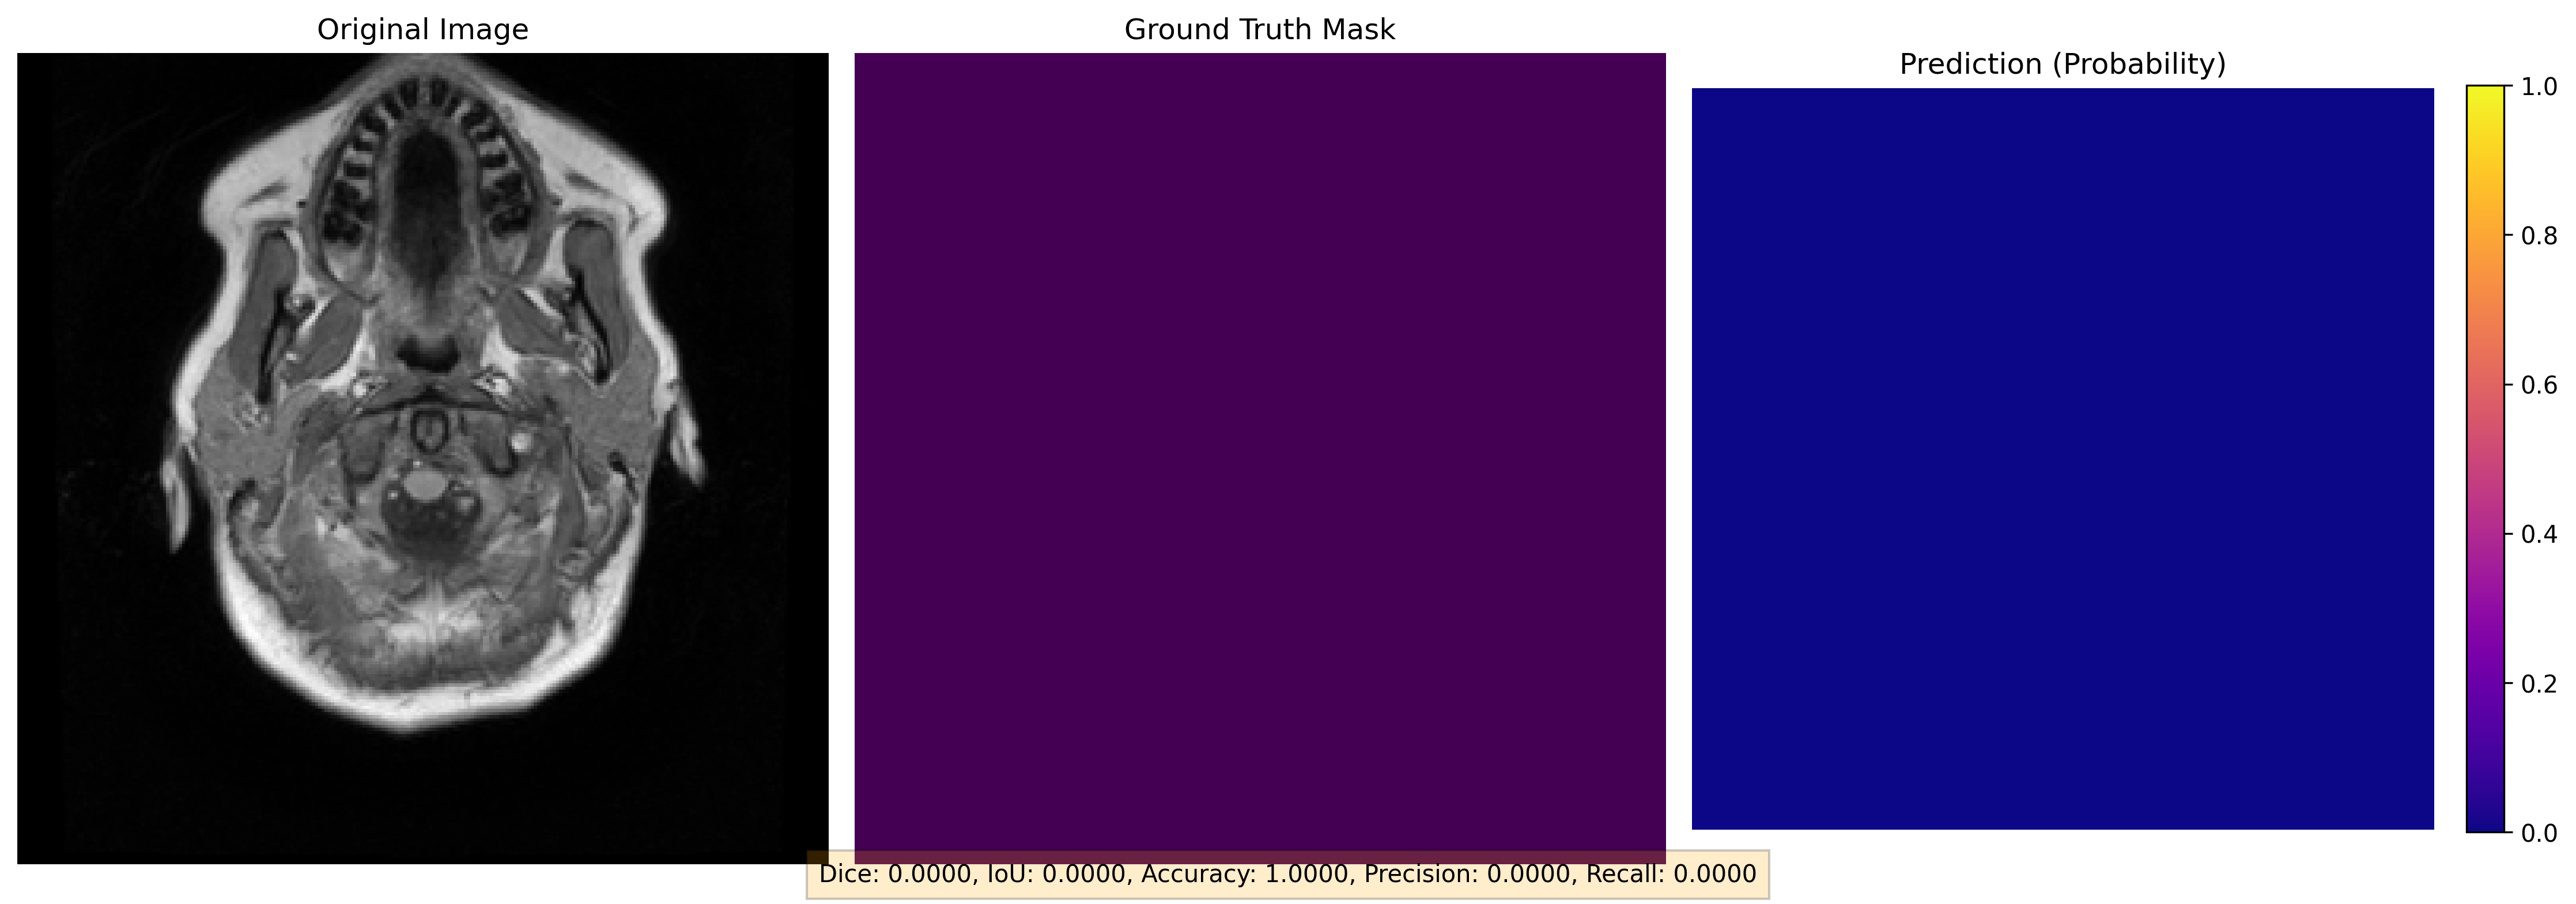 Original Image
Ground Truth Mask
Prediction (Probability)
1.0
0.8
0.6
0.4
0.2
0.0
Dice: 0.0000, IoU: 0.0000, Accuracy: 1.0000, Precision: 0.0000, Recall: 0.0000